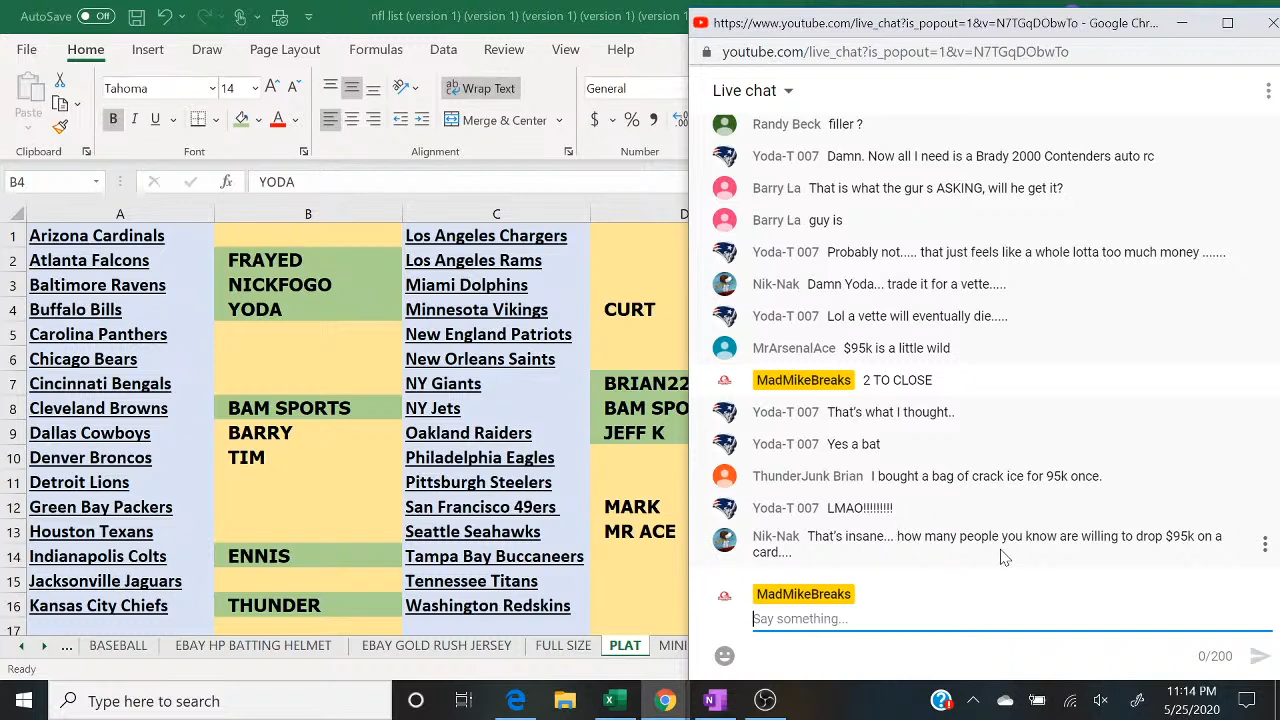 AutoSave Off nfl list (version 1) (version 1) (version 1) (version 1)
File Home Insert Draw Page Layout Formulas Data Review View Help
Paste
Tahoma 14
B I U
Wrap Text
Merge & Center
General
$ % 
Clipboard Font Alignment Number
B4 fx YODA
A B C D
1 Arizona Cardinals Los Angeles Chargers
2 Atlanta Falcons FRAYED Los Angeles Rams
3 Baltimore Ravens NICKFOGO Miami Dolphins
4 Buffalo Bills YODA Minnesota Vikings CURT
5 Carolina Panthers New England Patriots
6 Chicago Bears New Orleans Saints
7 Cincinnati Bengals NY Giants BRIAN22
8 Cleveland Browns BAM SPORTS NY Jets BAM SPO
9 Dallas Cowboys BARRY Oakland Raiders JEFF K
10 Denver Broncos TIM Philadelphia Eagles
11 Detroit Lions Pittsburgh Steelers
12 Green Bay Packers San Francisco 49ers MARK
13 Houston Texans Seattle Seahawks MR ACE
14 Indianapolis Colts ENNIS Tampa Bay Buccaneers
15 Jacksonville Jaguars Tennessee Titans
16 Kansas City Chiefs THUNDER Washington Redskins
17
... BASEBALL EBAY HP BATTING HELMET EBAY GOLD RUSH JERSEY FULL SIZE PLAT MINI
Ready
https://www.youtube.com/live_chat?is_popout=1&v=N7TGqDObwTo - Google Chr...
youtube.com/live_chat?is_popout=1&v=N7TGqDObwTo
Live chat
Randy Beck filler ?
Yoda-T 007 Damn. Now all I need is a Brady 2000 Contenders auto rc
Barry La That is what the gur s ASKING, will he get it?
Barry La guy is
Yoda-T 007 Probably not..... that just feels like a whole lotta too much money .......
Nik-Nak Damn Yoda... trade it for a vette.....
Yoda-T 007 Lol a vette will eventually die.....
MrArsenalAce $95k is a little wild
MadMikeBreaks 2 TO CLOSE
Yoda-T 007 That's what I thought..
Yoda-T 007 Yes a bat
ThunderJunk Brian I bought a bag of crack ice for 95k once.
Yoda-T 007 LMAO!!!!!!!!!
Nik-Nak That's insane... how many people you know are willing to drop $95k on a
card....
MadMikeBreaks
Say something...
0/200
Type here to search
11:14 PM
5/25/2020